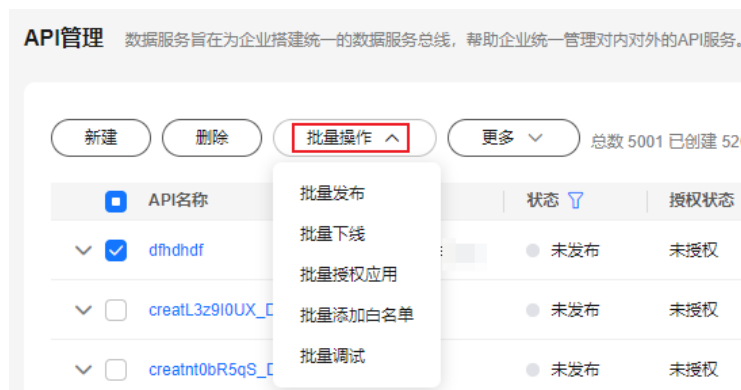 API管理 数据服务旨在为企业搭建统一的数据服务总线，帮助企业统一管理对内对外的API服务。
新建 删除 批量操作 更多 总数 5001 已创建
API名称 状态 授权状态
批量发布
批量下线
dfhdhdf 未发布 未授权
批量授权应用
creatL3z9I0UX_ 未发布 未授权
批量添加白名单
批量调试
creatnt0bR5qS_ 未发布 未授权